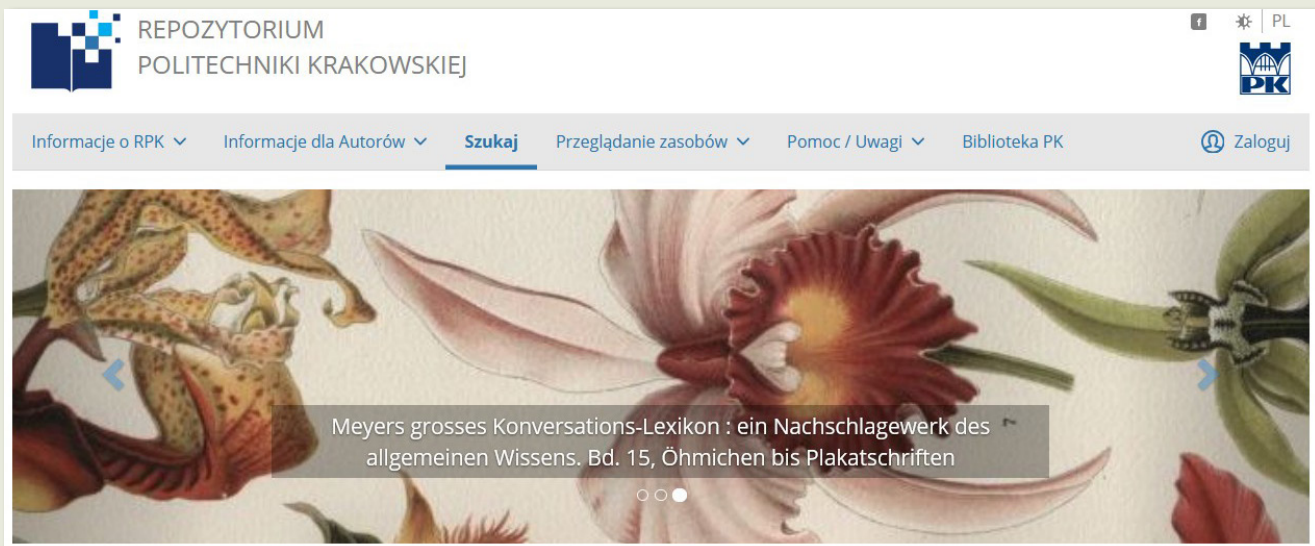 REPOZYTORIUM
POLITECHNIKI KRAKOWSKIEJ
f
PL
PK
Informacje o RPK
Informacje dla Autorów
Szukaj
Przeglądanie zasobów
Pomoc / Uwagi
Biblioteka PK
Zaloguj
Meyers grosses Konversations-Lexikon : ein Nachschlagewerk des
allgemeinen Wissens. Bd. 15, Öhmichen bis Plakatschriften